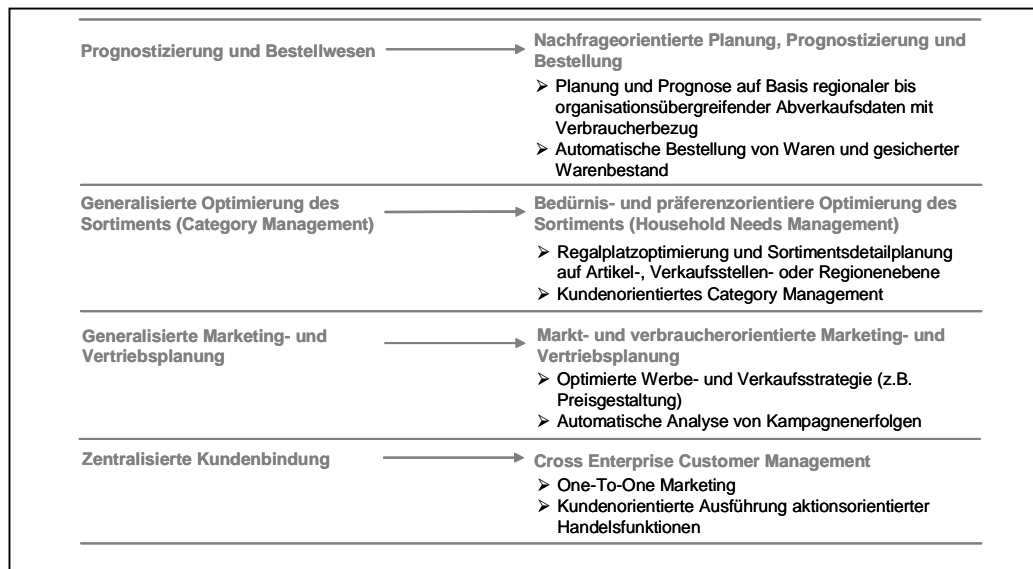 Prognostizierung und Bestellwesen
Nachfrageorientierte Planung, Prognostizierung und
Bestellung
➢ Planung und Prognose auf Basis regionaler bis
organisationsübergreifender Abverkaufsdaten mit
Verbraucherbezug
➢ Automatische Bestellung von Waren und gesicherter
Warenbestand
Generalisierte Optimierung des
Sortiments (Category Management)
Bedürnis- und präferenzorientiere Optimierung des
Sortiments (Household Needs Management)
➢ Regalplatzoptimierung und Sortimentsdetailplanung
auf Artikel-, Verkaufsstellen- oder Regionenebene
➢ Kundenorientiertes Category Management
Generalisierte Marketing- und
Vertriebsplanung
Markt- und verbraucherorientierte Marketing- und
Vertriebsplanung
➢ Optimierte Werbe- und Verkaufsstrategie (z.B.
Preisgestaltung)
➢ Automatische Analyse von Kampagnenerfolgen
Zentralisierte Kundenbindung
Cross Enterprise Customer Management
➢ One-To-One Marketing
➢ Kundenorientierte Ausführung aktionsorientierter
Handelsfunktionen